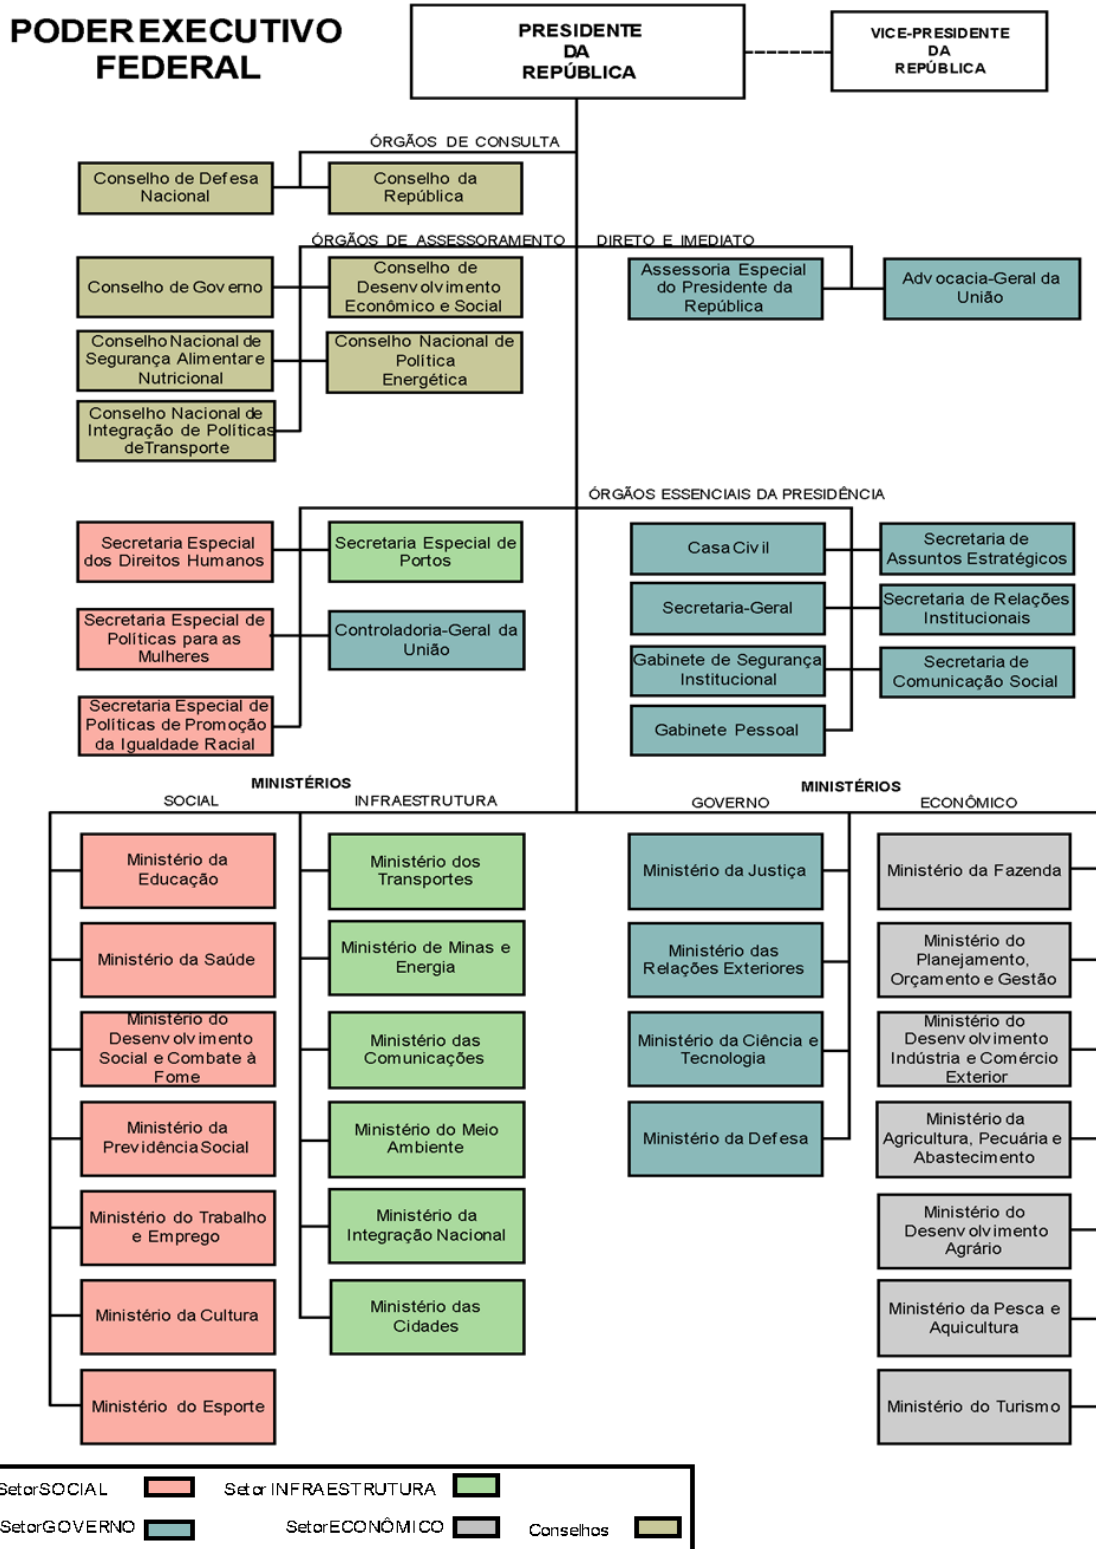 PODER EXECUTIVO
FEDERAL
PRESIDENTE
DA
REPÚBLICA
VICE-PRESIDENTE
DA
REPÚBLICA
ÓRGÃOS DE CONSULTA
Conselho de Defesa
Nacional
Conselho da
República
ÓRGÃOS DE ASSESSORAMENTO DIRETO E IMEDIATO
Conselho de Governo
Conselho de
Desenvolvimento
Econômico e Social
Assessoria Especial
do Presidente da
República
Advocacia-Geral da
União
Conselho Nacional de
Segurança Alimentar e
Nutricional
Conselho Nacional de
Política
Energética
Conselho Nacional de
Integração de Políticas
de Transporte
ÓRGÃOS ESSENCIAIS DA PRESIDÊNCIA
Secretaria Especial
dos Direitos Humanos
Secretaria Especial de
Portos
Casa Civil
Secretaria de
Assuntos Estratégicos
Secretaria Especial de
Políticas para as
Mulheres
Controladoria-Geral da
União
Secretaria-Geral
Secretaria de Relações
Institucionais
Gabinete de Segurança
Institucional
Secretaria de
Comunicação Social
Secretaria Especial de
Políticas de Promoção
da Igualdade Racial
Gabinete Pessoal
MINISTÉRIOS
SOCIAL
INFRAESTRUTURA
MINISTÉRIOS
GOVERNO
ECONÔMICO
Ministério da
Educação
Ministério dos
Transportes
Ministério da Justiça
Ministério da Fazenda
Ministério da Saúde
Ministério de Minas e
Energia
Ministério das
Relações Exteriores
Ministério do
Planejamento,
Orçamento e Gestão
Ministério do
Desenvolvimento
Social e Combate à
Fome
Ministério das
Comunicações
Ministério da Ciência e
Tecnologia
Ministério do
Desenvolvimento
Indústria e Comércio
Exterior
Ministério da
Previdência Social
Ministério do Meio
Ambiente
Ministério da Defesa
Ministério da
Agricultura, Pecuária e
Abastecimento
Ministério do Trabalho
e Emprego
Ministério da
Integração Nacional
Ministério do
Desenvolvimento
Agrário
Ministério da Cultura
Ministério das
Cidades
Ministério da Pesca e
Aquicultura
Ministério do Esporte
Ministério do Turismo
Setor SOCIAL
Setor INFRAESTRUTURA
Setor GOVERNO
Setor ECONÔMICO
Conselhos